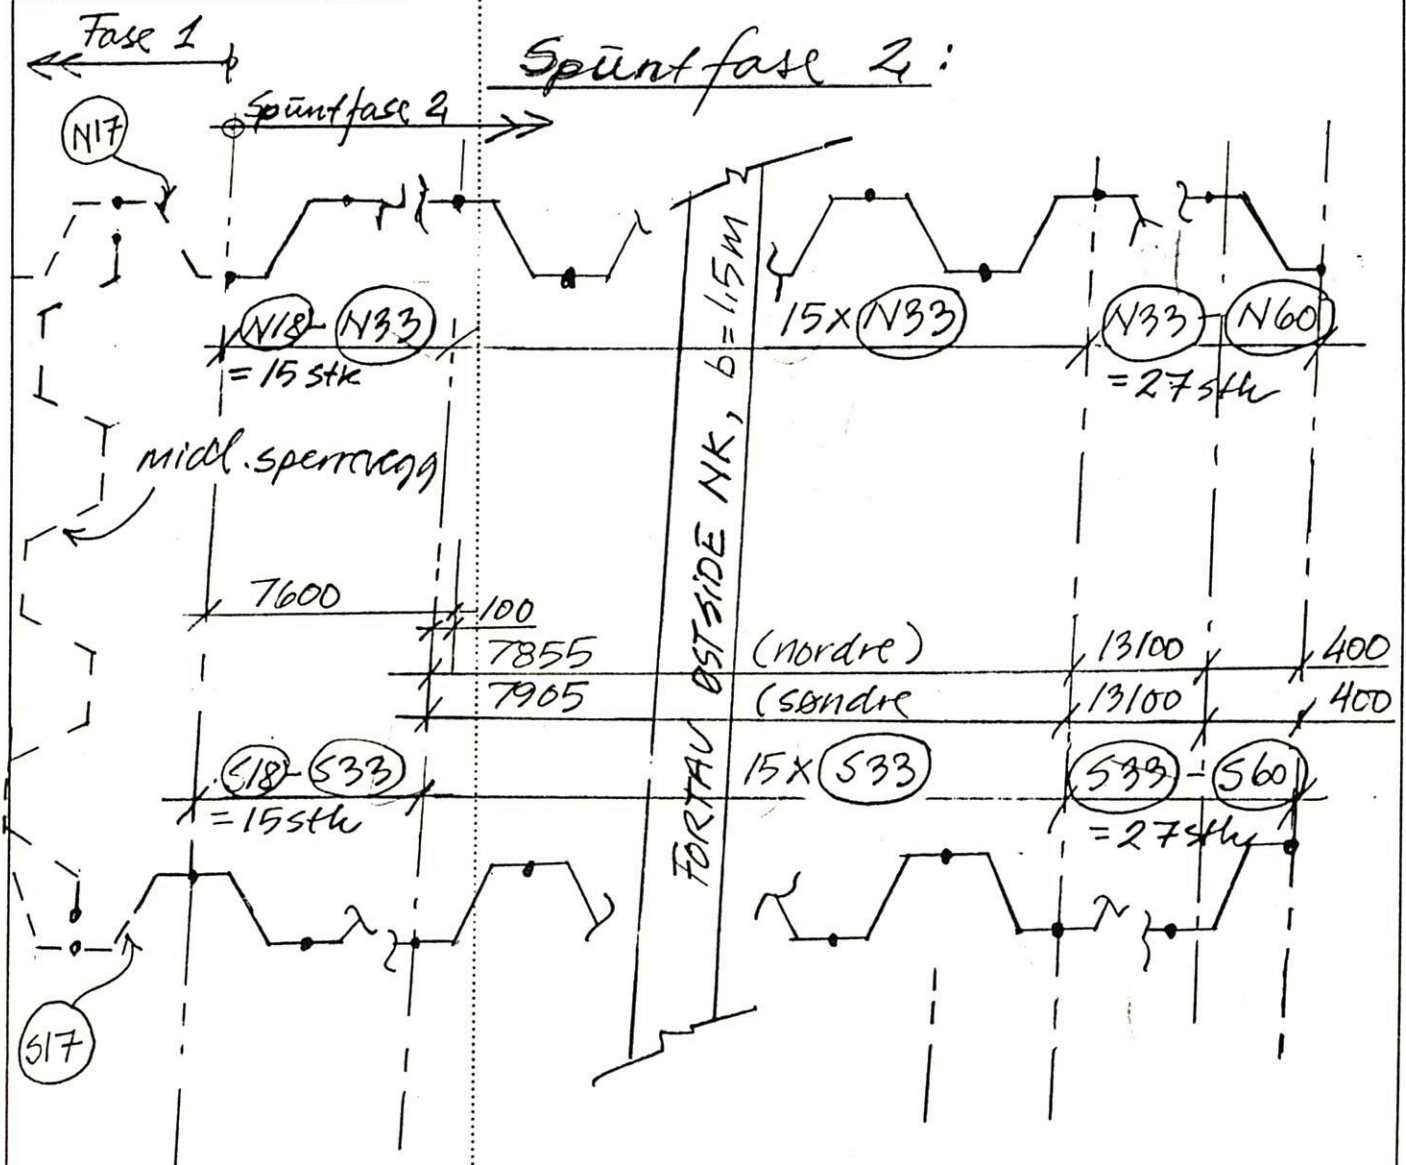 Fase 1
Spüntfase 2:
Spüntfase 2
N17
N18 - N33
= 15 stk
15 x N33
N33 - N60
= 27 stk
midl. sperrevegg
FORTAU ØSTSIDE NK, b=1,5M
7600
100
7855 (nordre) 13100 400
7905 (søndre 13100 400
S18 - S33
= 15 stk
15 x S33
S33 - S60
= 27 stk
S17